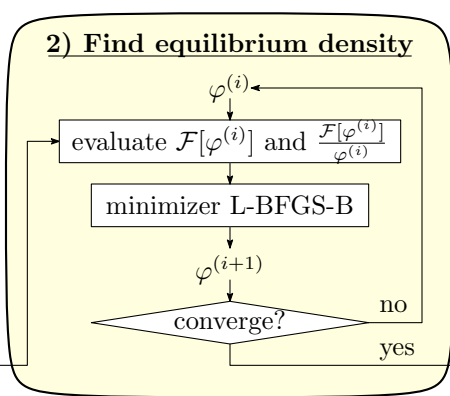 2) Find equilibrium density
φ^(i)
evaluate ℱ[φ^(i)] and ℱ[φ^(i)]/φ^(i)
minimizer L-BFGS-B
φ^(i+1)
converge?
no
yes